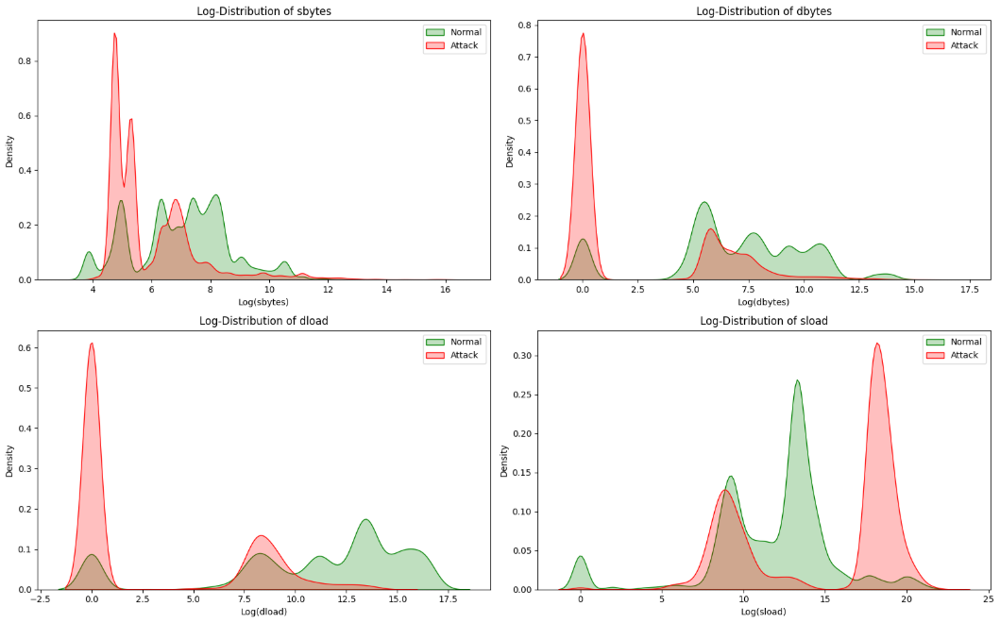 Log-Distribution of sbytes
Normal
Attack
Density
0.8
0.6
0.4
0.2
0.0
4 6 8 10 12 14 16
Log(sbytes)
Log-Distribution of dbytes
Normal
Attack
Density
0.8
0.7
0.6
0.5
0.4
0.3
0.2
0.1
0.0
0.0 2.5 5.0 7.5 10.0 12.5 15.0 17.5
Log(dbytes)
Log-Distribution of dload
Normal
Attack
Density
0.6
0.5
0.4
0.3
0.2
0.1
0.0
−2.5 0.0 2.5 5.0 7.5 10.0 12.5 15.0 17.5
Log(dload)
Log-Distribution of sload
Normal
Attack
Density
0.30
0.25
0.20
0.15
0.10
0.05
0.00
0 5 10 15 20 25
Log(sload)